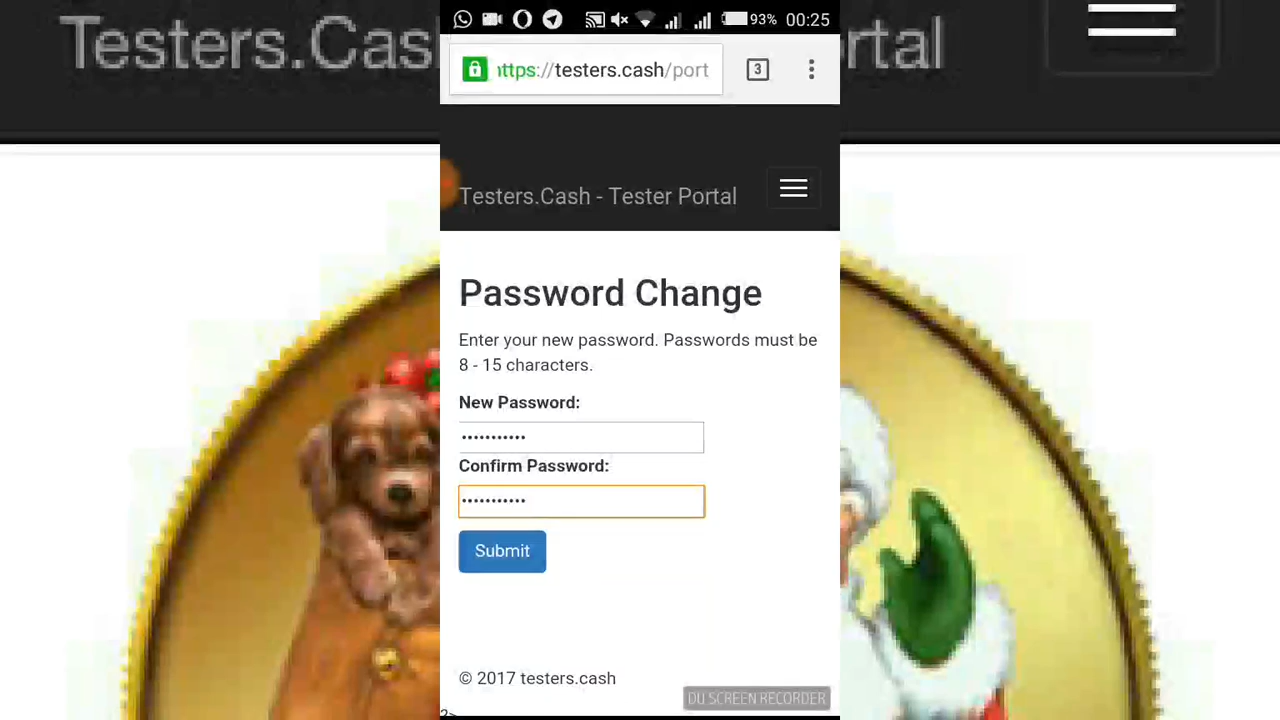 Testers.Cas
rtal
93% 00:25
https://testers.cash/port
3
Testers.Cash - Tester Portal
Password Change
Enter your new password. Passwords must be
8 - 15 characters.
New Password:
•••••••••••
Confirm Password:
•••••••••••
Submit
© 2017 testers.cash
DU SCREEN RECORDER